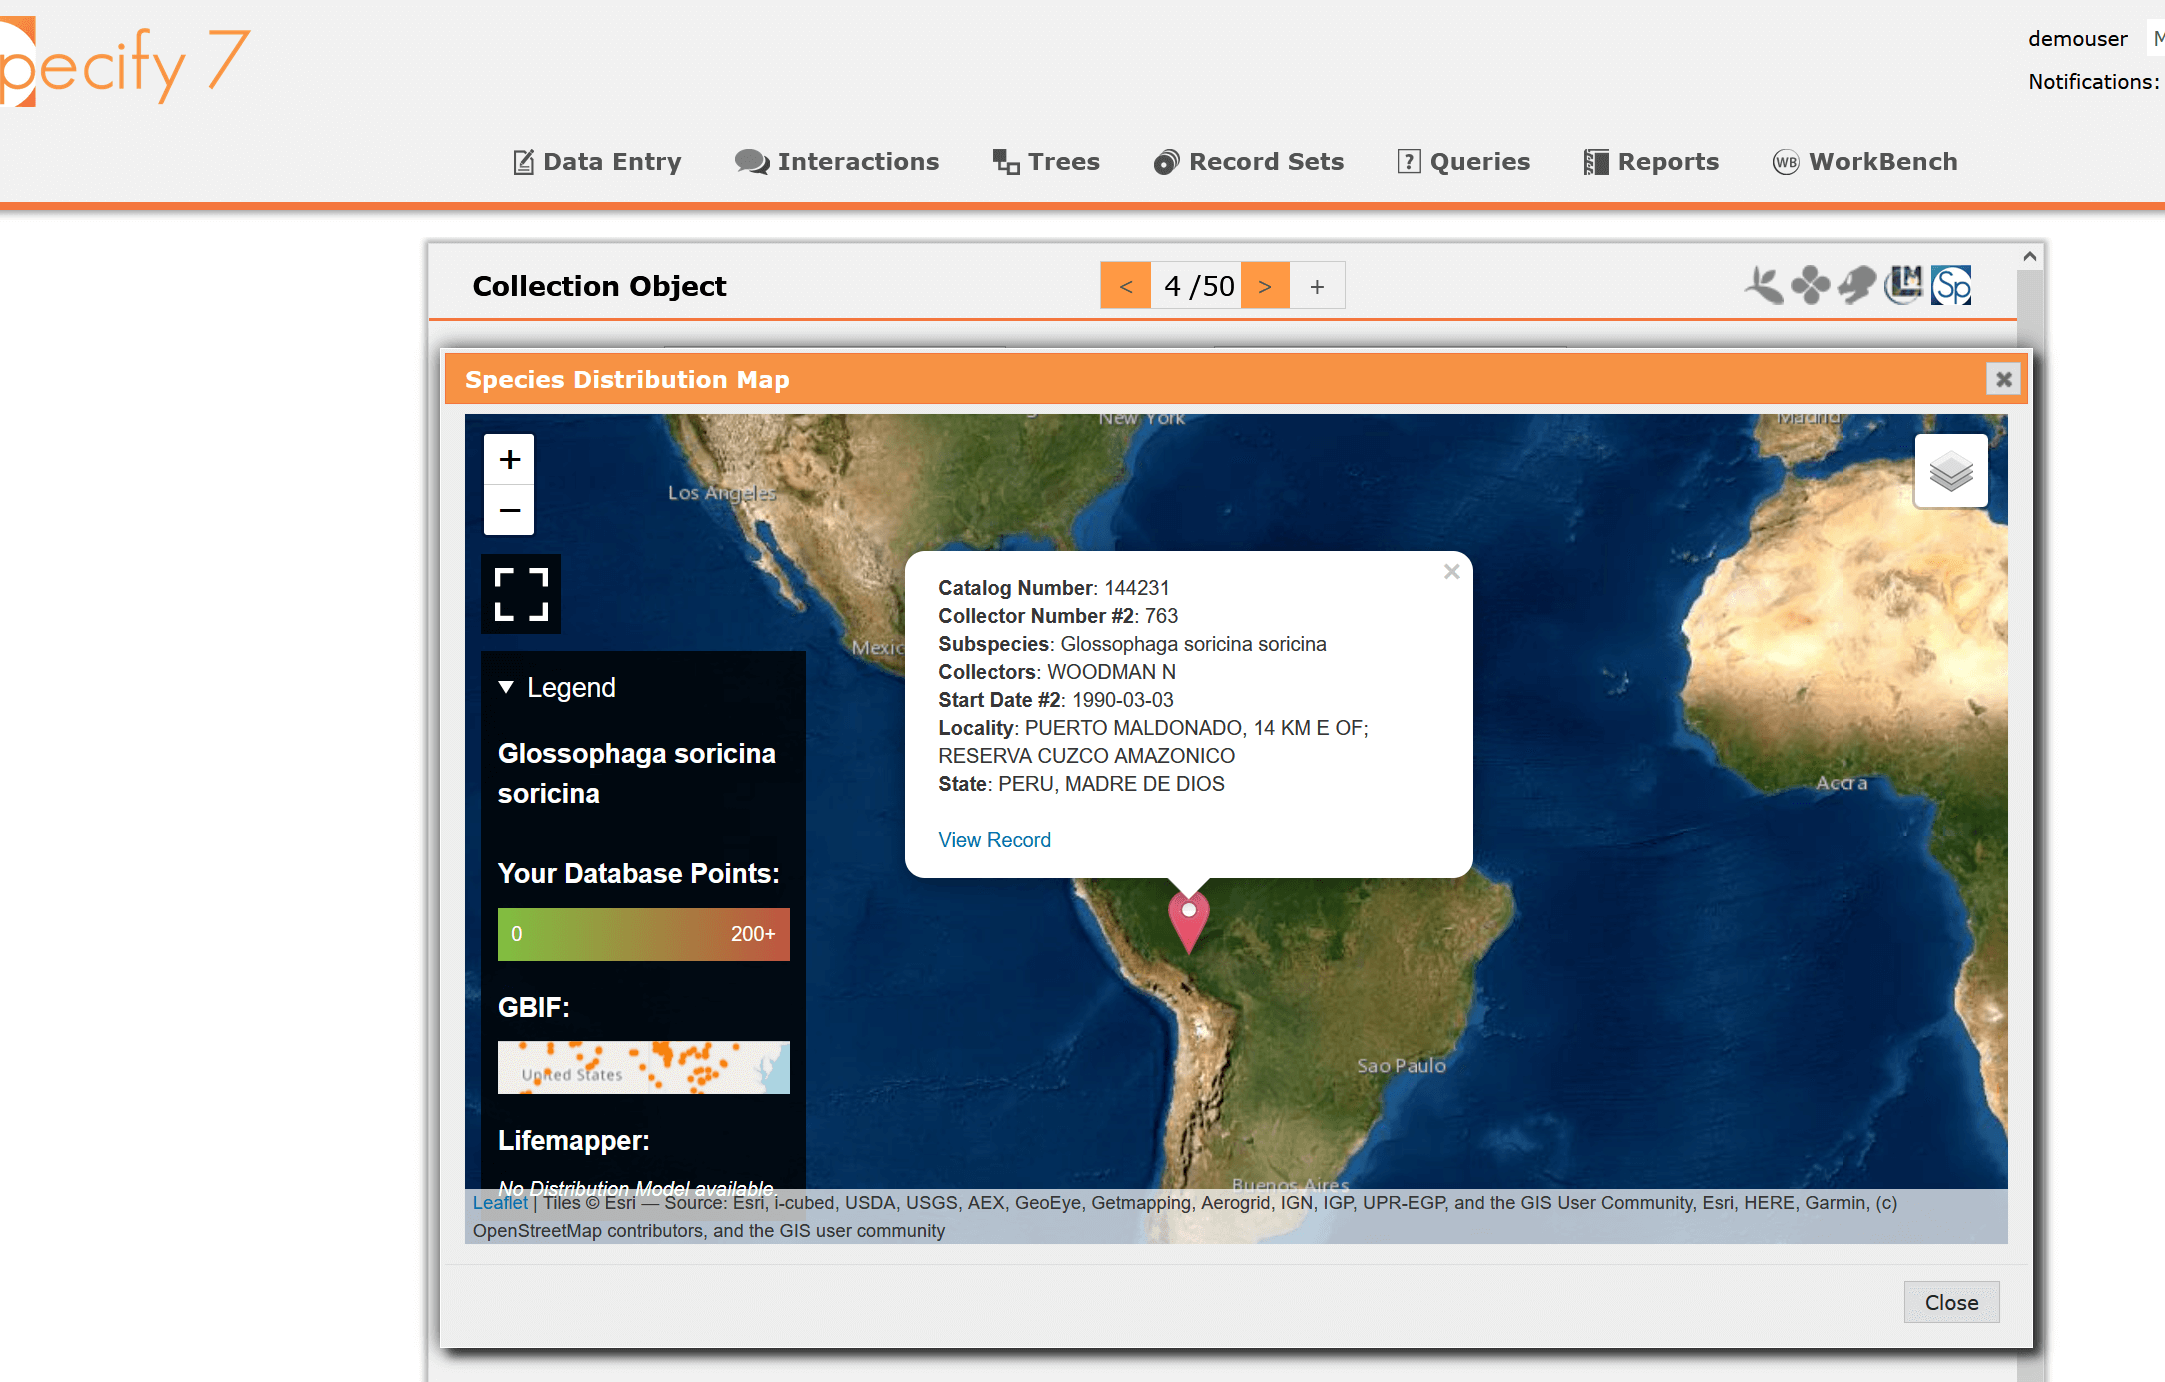 pecify 7
demouser
Notifications:
Data Entry
Interactions
Trees
Record Sets
? Queries
Reports
WB WorkBench
Collection Object
< 4 /50 > +
LM
Sp
Species Distribution Map
New York
Madrid
Los Angeles
Mexic
Accra
Sao Paulo
Buenos Aires
+
−
Catalog Number: 144231
Collector Number #2: 763
Subspecies: Glossophaga soricina soricina
Collectors: WOODMAN N
Start Date #2: 1990-03-03
Locality: PUERTO MALDONADO, 14 KM E OF;
RESERVA CUZCO AMAZONICO
State: PERU, MADRE DE DIOS
View Record
Legend
Glossophaga soricina
soricina
Your Database Points:
0 200+
GBIF:
United States
Lifemapper:
No Distribution Model available.
Leaflet | Tiles © Esri — Source: Esri, i-cubed, USDA, USGS, AEX, GeoEye, Getmapping, Aerogrid, IGN, IGP, UPR-EGP, and the GIS User Community, Esri, HERE, Garmin, (c)
OpenStreetMap contributors, and the GIS user community
Close